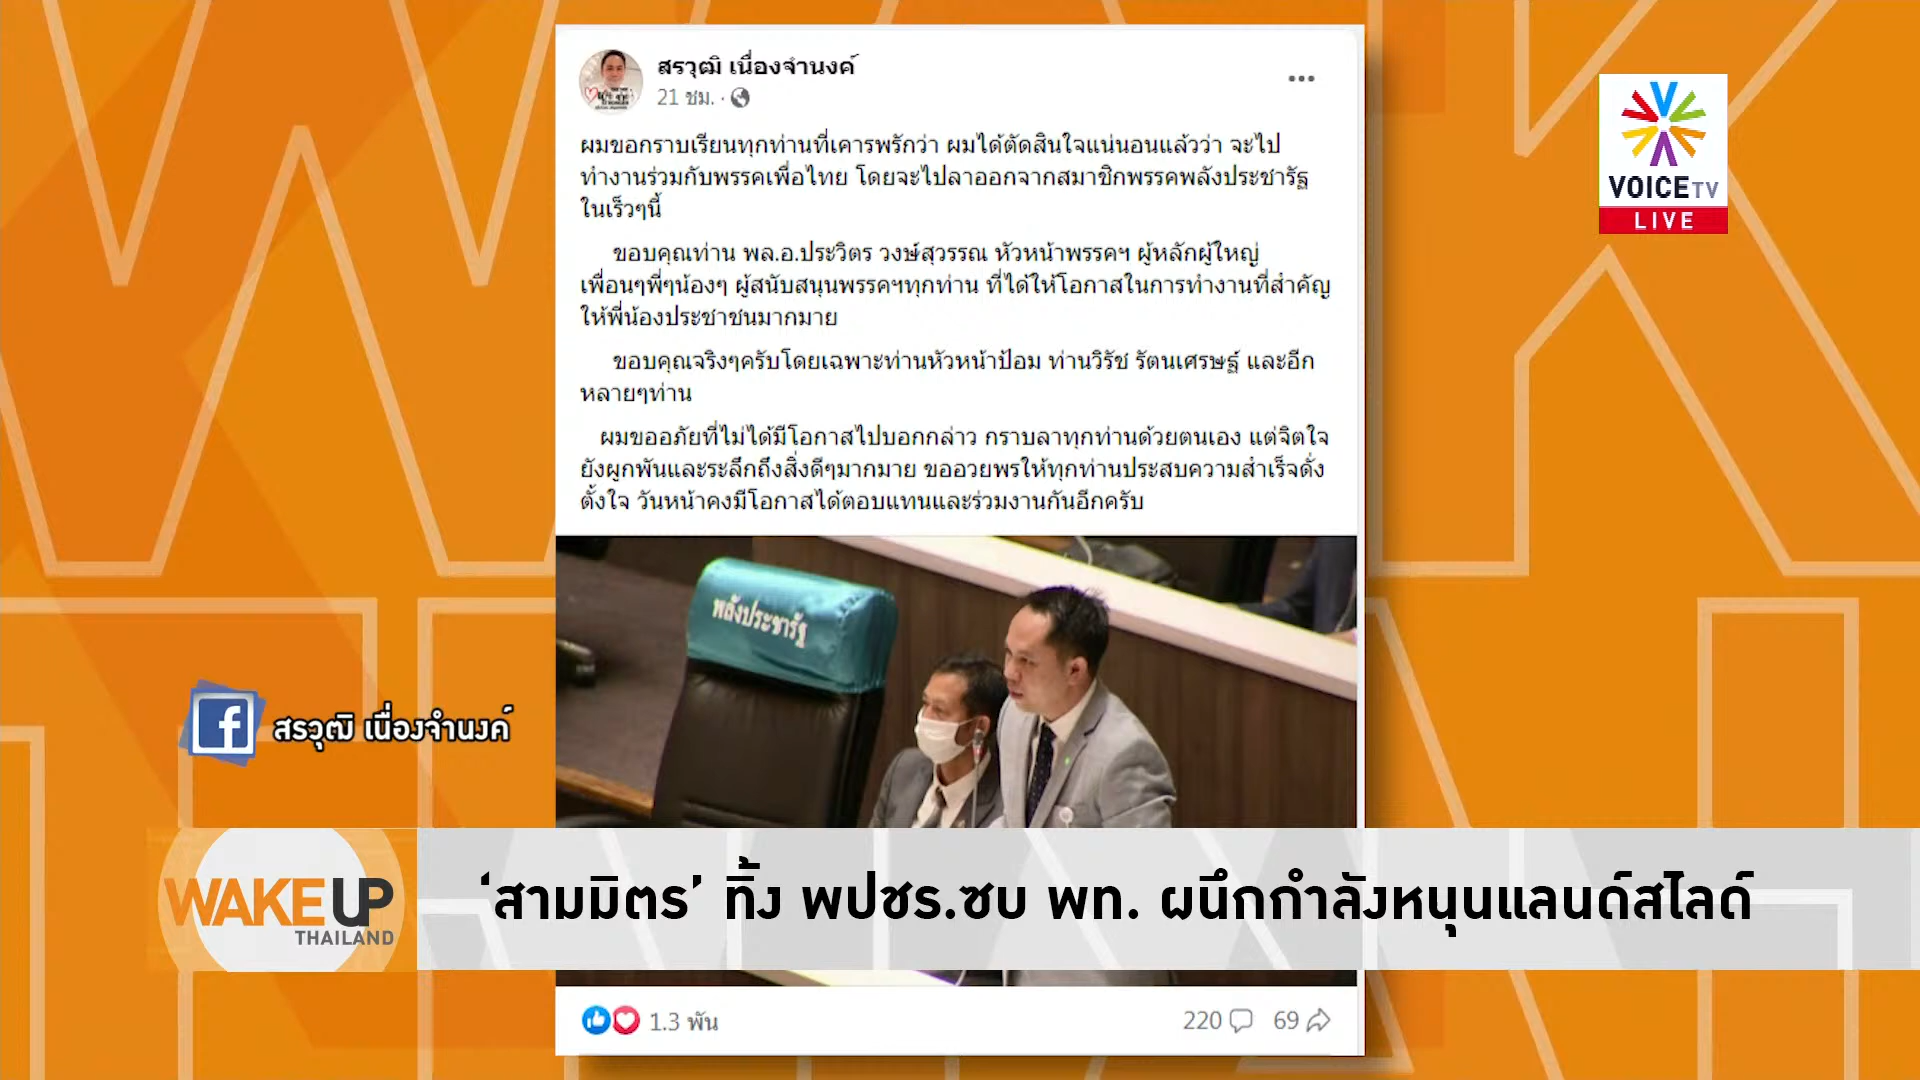 สรวุฒิ เนื่องจำนงค์
21 ชม. ·
ผมขอกราบเรียนทุกท่านที่เคารพรักว่า ผมได้ตัดสินใจแน่นอนแล้วว่า จะไป
ทำงานร่วมกับพรรคเพื่อไทย โดยจะไปลาออกจากสมาชิกพรรคพลังประชารัฐ
ในเร็วๆนี้
ขอบคุณท่าน พล.อ.ประวิตร วงษ์สุวรรณ หัวหน้าพรรคฯ ผู้หลักผู้ใหญ่
เพื่อนๆพี่ๆน้องๆ ผู้สนับสนุนพรรคฯทุกท่าน ที่ได้ให้โอกาสในการทำงานที่สำคัญ
ให้พี่น้องประชาชนมากมาย
ขอบคุณจริงๆครับโดยเฉพาะท่านหัวหน้าป้อม ท่านวิรัช รัตนเศรษฐ์ และอีก
หลายๆท่าน
ผมขออภัยที่ไม่ได้มีโอกาสไปบอกกล่าว กราบลาทุกท่านด้วยตนเอง แต่จิตใจ
ยังผูกพันและระลึกถึงสิ่งดีๆมากมาย ขออวยพรให้ทุกท่านประสบความสำเร็จดั่ง
ตั้งใจ วันหน้าคงมีโอกาสได้ตอบแทนและร่วมงานกันอีกครับ
VOICE TV
LIVE
พลังประชารัฐ
สรวุฒิ เนื่องจำนงค์
WAKE UP
THAILAND
‘สามมิตร’ ทิ้ง พปชร.ซบ พท. ผนึกกำลังหนุนแลนด์สไลด์
1.3 พัน
220 69